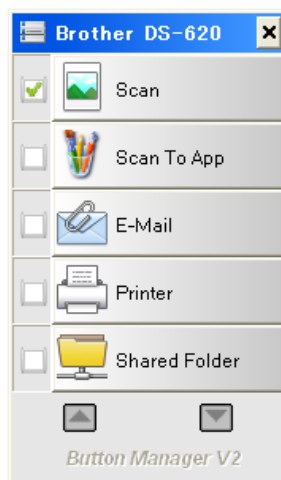 Brother DS-620
Scan
Scan To App
E-Mail
Printer
Shared Folder
Button Manager V2